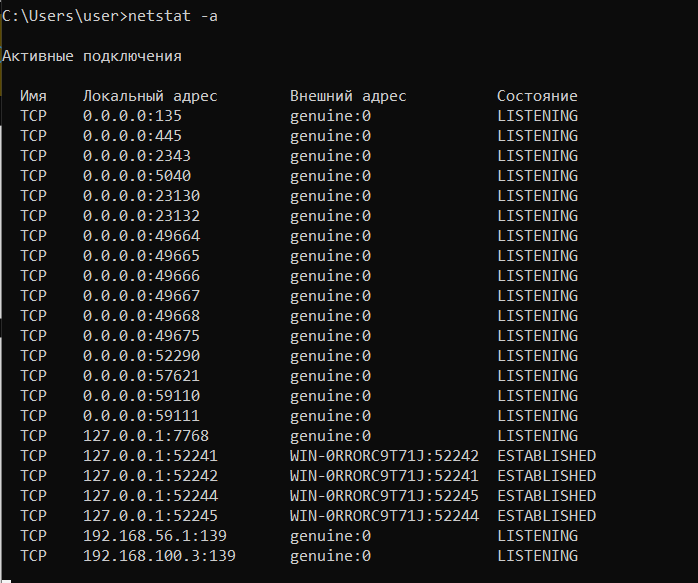 C:\Users\user>netstat -a
Активные подключения
Имя Локальный адрес Внешний адрес Состояние
TCP 0.0.0.0:135 genuine:0 LISTENING
TCP 0.0.0.0:445 genuine:0 LISTENING
TCP 0.0.0.0:2343 genuine:0 LISTENING
TCP 0.0.0.0:5040 genuine:0 LISTENING
TCP 0.0.0.0:23130 genuine:0 LISTENING
TCP 0.0.0.0:23132 genuine:0 LISTENING
TCP 0.0.0.0:49664 genuine:0 LISTENING
TCP 0.0.0.0:49665 genuine:0 LISTENING
TCP 0.0.0.0:49666 genuine:0 LISTENING
TCP 0.0.0.0:49667 genuine:0 LISTENING
TCP 0.0.0.0:49668 genuine:0 LISTENING
TCP 0.0.0.0:49675 genuine:0 LISTENING
TCP 0.0.0.0:52290 genuine:0 LISTENING
TCP 0.0.0.0:57621 genuine:0 LISTENING
TCP 0.0.0.0:59110 genuine:0 LISTENING
TCP 0.0.0.0:59111 genuine:0 LISTENING
TCP 127.0.0.1:7768 genuine:0 LISTENING
TCP 127.0.0.1:52241 WIN-0RRORC9T71J:52242 ESTABLISHED
TCP 127.0.0.1:52242 WIN-0RRORC9T71J:52241 ESTABLISHED
TCP 127.0.0.1:52244 WIN-0RRORC9T71J:52245 ESTABLISHED
TCP 127.0.0.1:52245 WIN-0RRORC9T71J:52244 ESTABLISHED
TCP 192.168.56.1:139 genuine:0 LISTENING
TCP 192.168.100.3:139 genuine:0 LISTENING